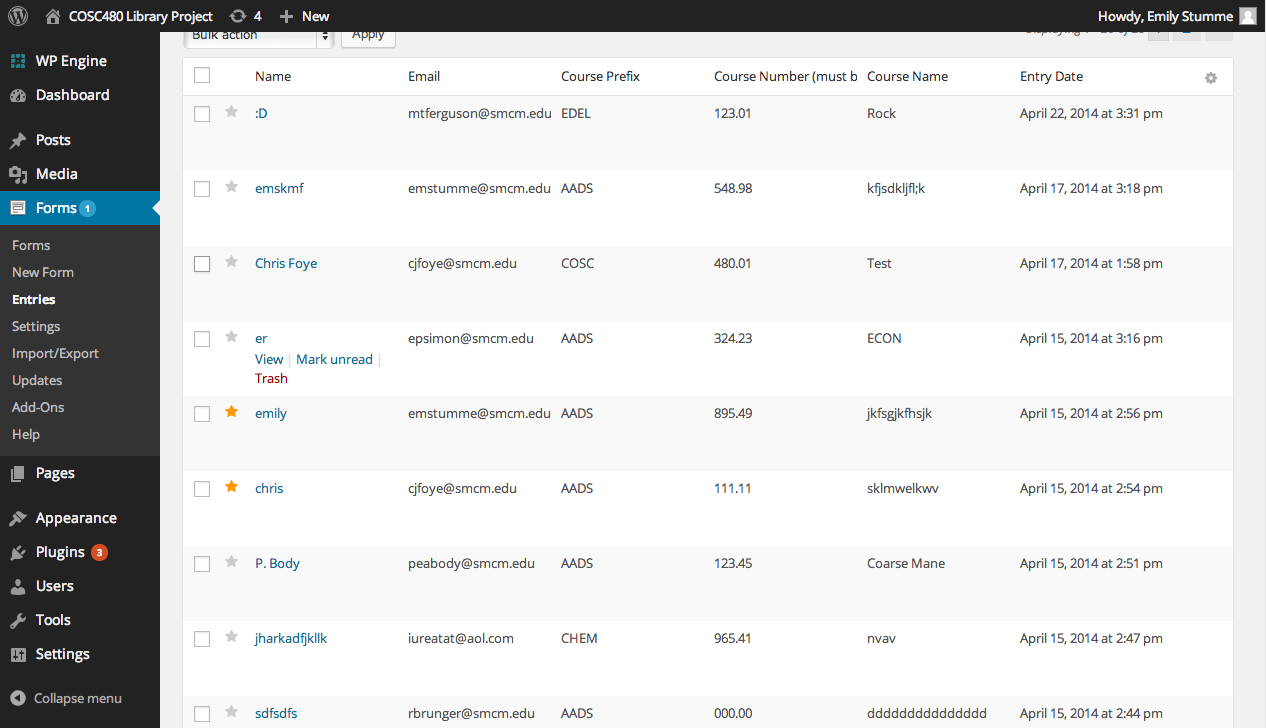 COSC480 Library Project 4 New Howdy, Emily Stumme
WP Engine
Dashboard
Posts
Media
Forms 1
Forms
New Form
Entries
Settings
Import/Export
Updates
Add-Ons
Help
Pages
Appearance
Plugins 3
Users
Tools
Settings
Collapse menu
Bulk action Apply
Name Email Course Prefix Course Number (must b Course Name Entry Date
:D mtferguson@smcm.edu EDEL 123.01 Rock April 22, 2014 at 3:31 pm
emskmf emstumme@smcm.edu AADS 548.98 kfjsdkljfl;k April 17, 2014 at 3:18 pm
Chris Foye cjfoye@smcm.edu COSC 480.01 Test April 17, 2014 at 1:58 pm
er epsimon@smcm.edu AADS 324.23 ECON April 15, 2014 at 3:16 pm
View | Mark unread |
Trash
emily emstumme@smcm.edu AADS 895.49 jkfsgjkfhsjk April 15, 2014 at 2:56 pm
chris cjfoye@smcm.edu AADS 111.11 sklmwelkwv April 15, 2014 at 2:54 pm
P. Body peabody@smcm.edu AADS 123.45 Coarse Mane April 15, 2014 at 2:51 pm
jharkadfjkllk iureatat@aol.com CHEM 965.41 nvav April 15, 2014 at 2:47 pm
sdfsdfs rbrunger@smcm.edu AADS 000.00 ddddddddddddddd April 15, 2014 at 2:44 pm